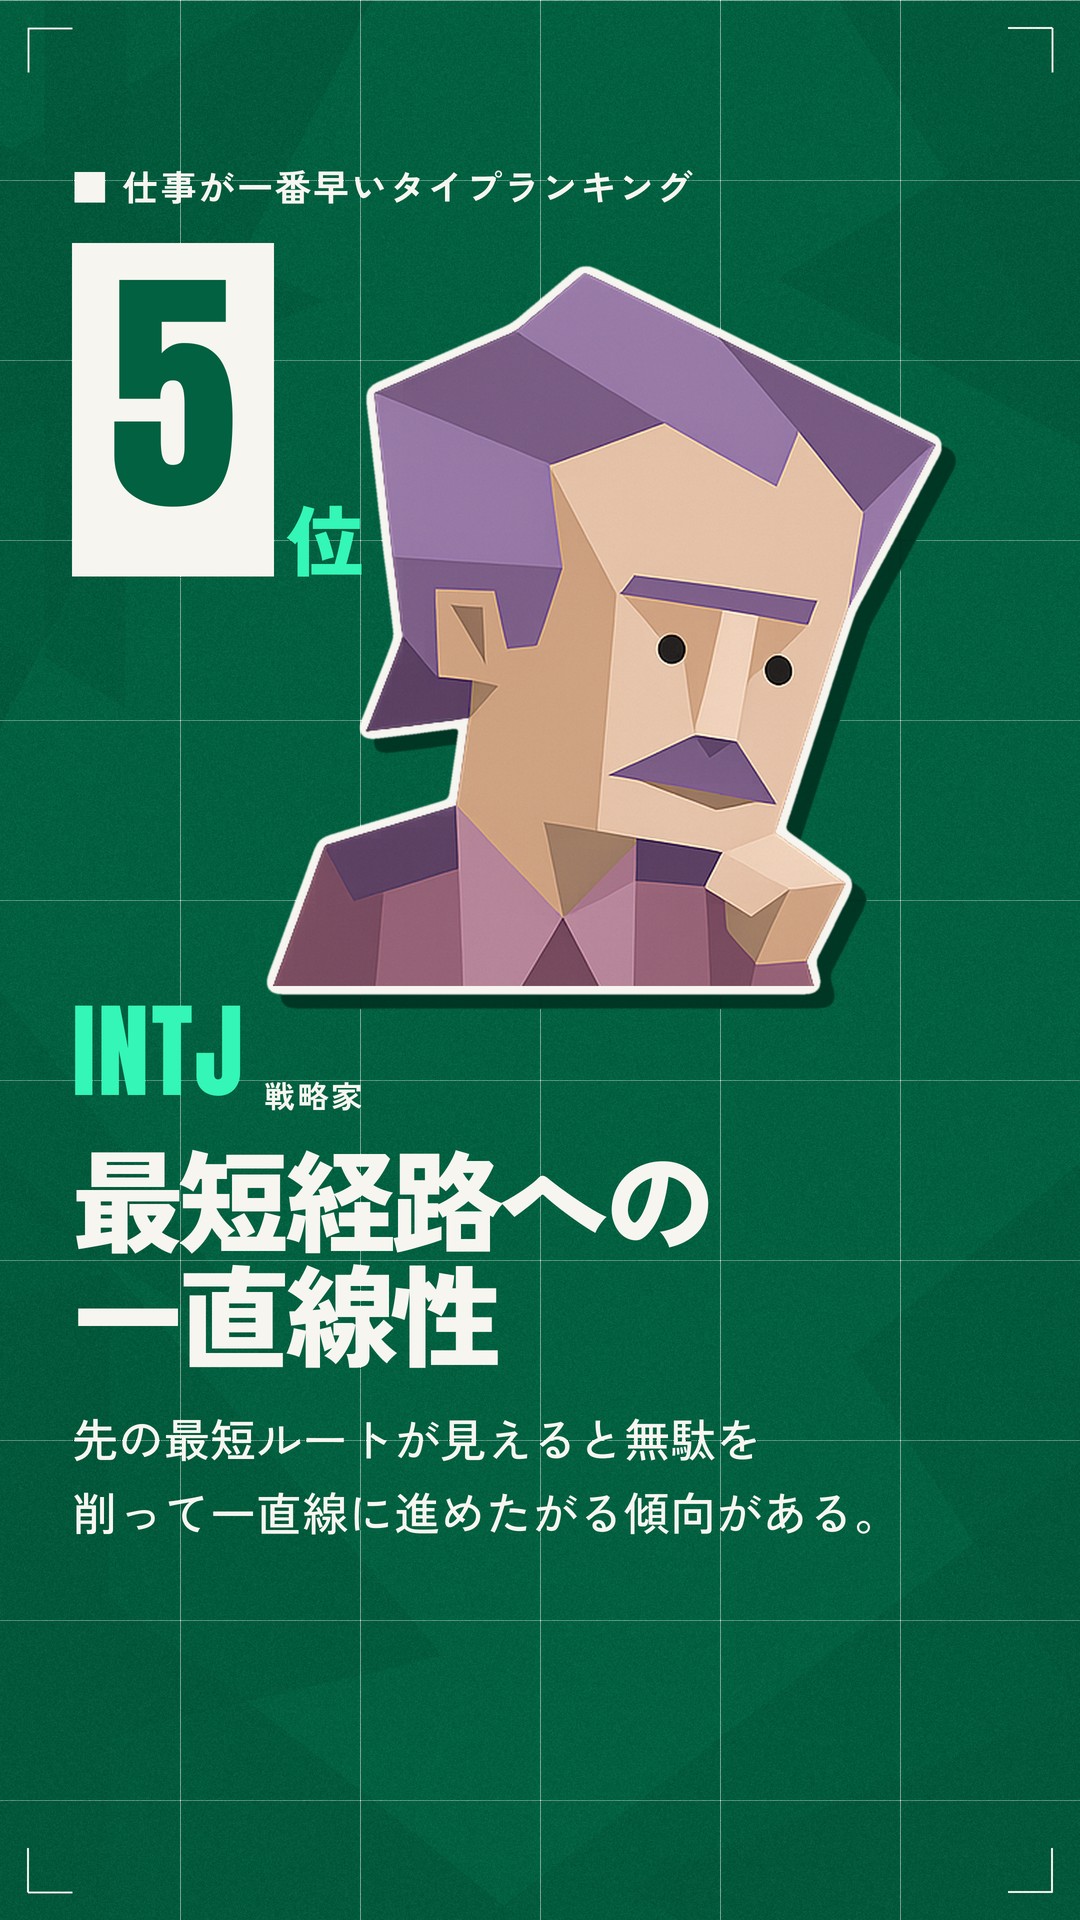 ■ 仕事が一番早いタイプランキング
5位
INTJ 戦略家
最短経路への
一直線性
先の最短ルートが見えると無駄を
削って一直線に進めたがる傾向がある。